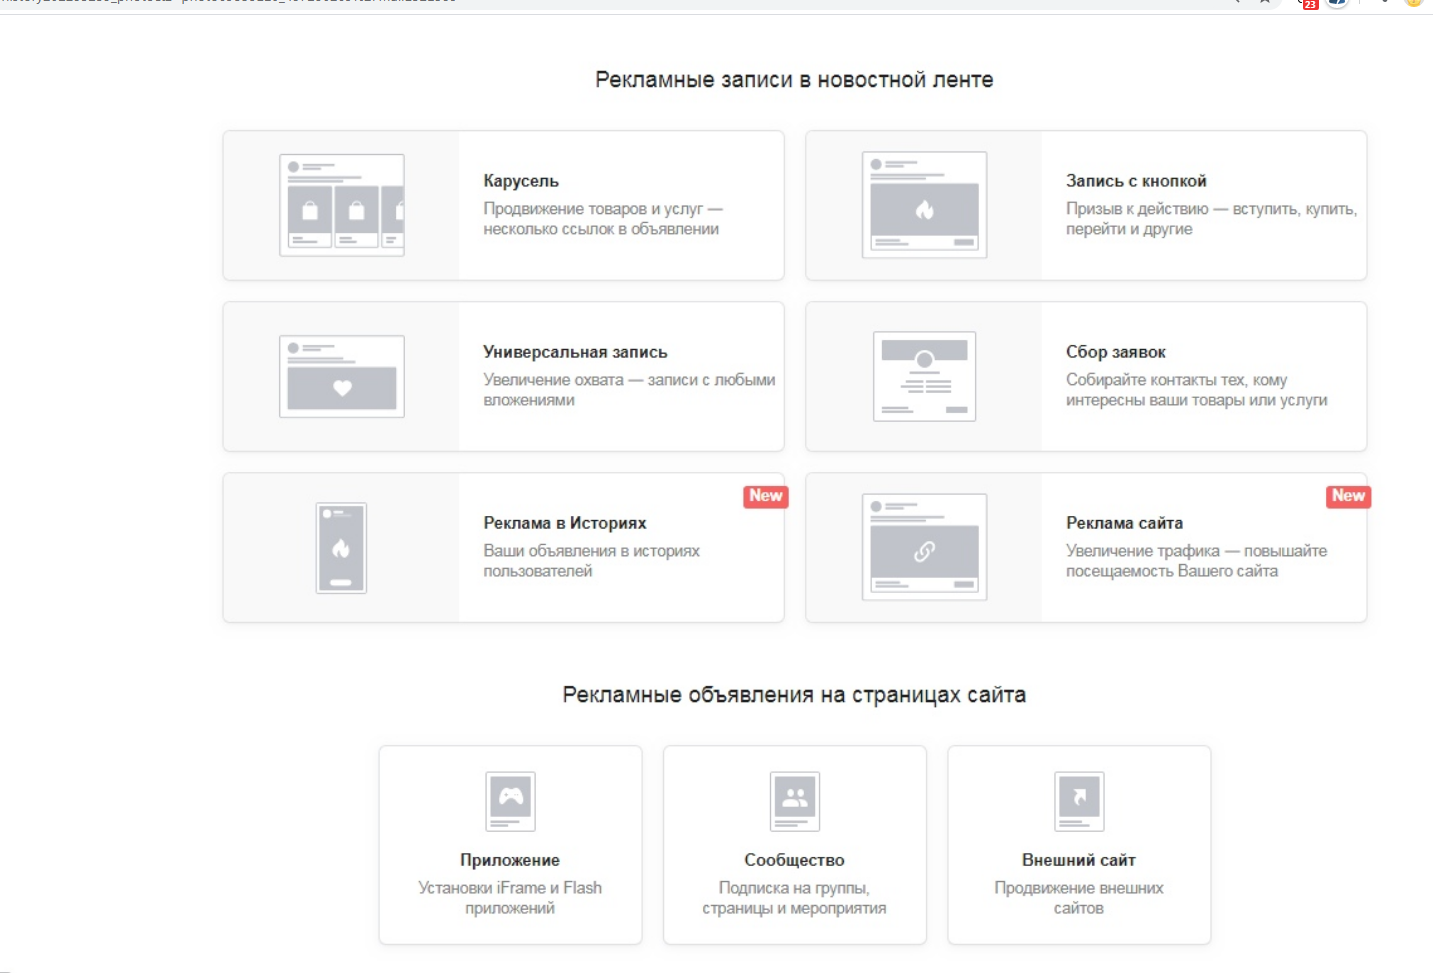 23
Рекламные записи в новостной ленте
Карусель
Продвижение товаров и услуг —
несколько ссылок в объявлении
Запись с кнопкой
Призыв к действию — вступить, купить,
перейти и другие
Универсальная запись
Увеличение охвата — записи с любыми
вложениями
Сбор заявок
Собирайте контакты тех, кому
интересны ваши товары или услуги
New
Реклама в Историях
Ваши объявления в историях
пользователей
New
Реклама сайта
Увеличение трафика — повышайте
посещаемость Вашего сайта
Рекламные объявления на страницах сайта
Приложение
Установки iFrame и Flash
приложений
Сообщество
Подписка на группы,
страницы и мероприятия
Внешний сайт
Продвижение внешних
сайтов